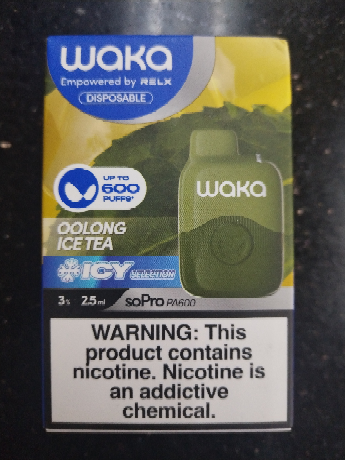 waka
Empowered by RELX
DISPOSABLE
UP TO
600
PUFFS*
OOLONG
ICE TEA
ICY
SELECTION
3% 2.5ml soPro PA600
waka
WARNING: This
product contains
nicotine. Nicotine is
an addictive
chemical.